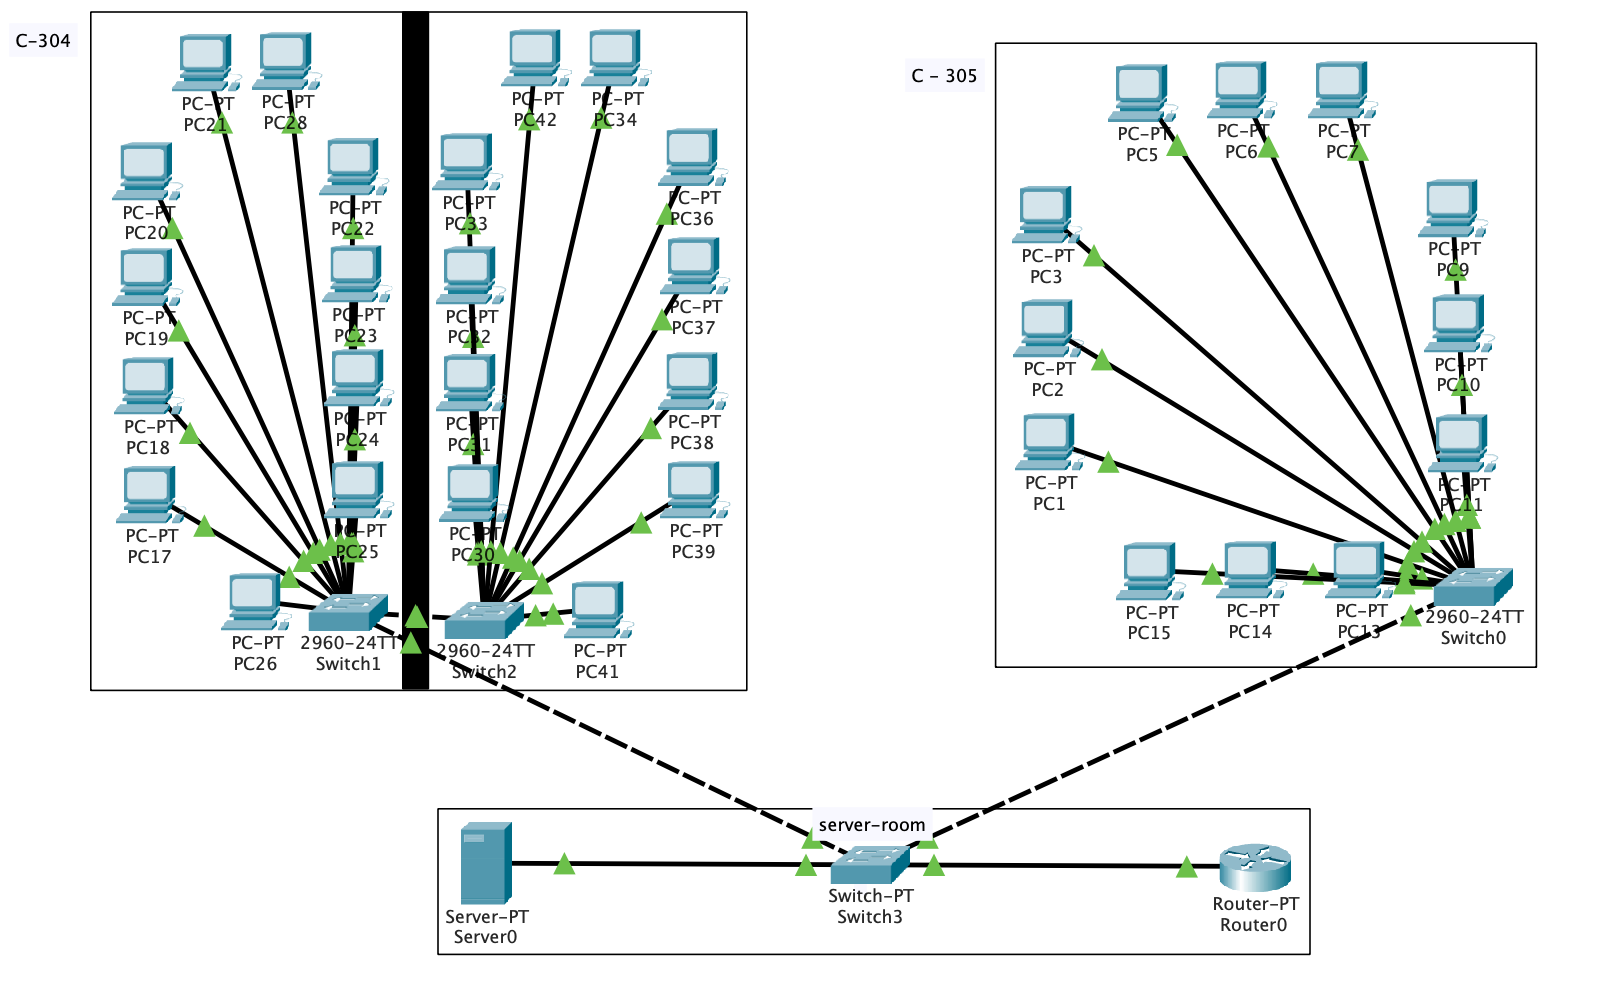 C-304
PC-PT
PC21
PC-PT
PC28
PC-PT
PC20
PC-PT
PC22
PC-PT
PC19
PC-PT
PC23
PC-PT
PC18
PC-PT
PC24
PC-PT
PC17
PC-PT
PC25
PC-PT
PC26
2960-24TT
Switch1
PC-PT
PC42
PC-PT
PC34
PC-PT
PC33
PC-PT
PC36
PC-PT
PC32
PC-PT
PC37
PC-PT
PC31
PC-PT
PC38
PC-PT
PC30
PC-PT
PC39
2960-24TT
Switch2
PC-PT
PC41
C - 305
PC-PT
PC5
PC-PT
PC6
PC-PT
PC7
PC-PT
PC3
PC-PT
PC9
PC-PT
PC2
PC-PT
PC10
PC-PT
PC1
PC-PT
PC11
PC-PT
PC15
PC-PT
PC14
PC-PT
PC13
2960-24TT
Switch0
server-room
Server-PT
Server0
Switch-PT
Switch3
Router-PT
Router0